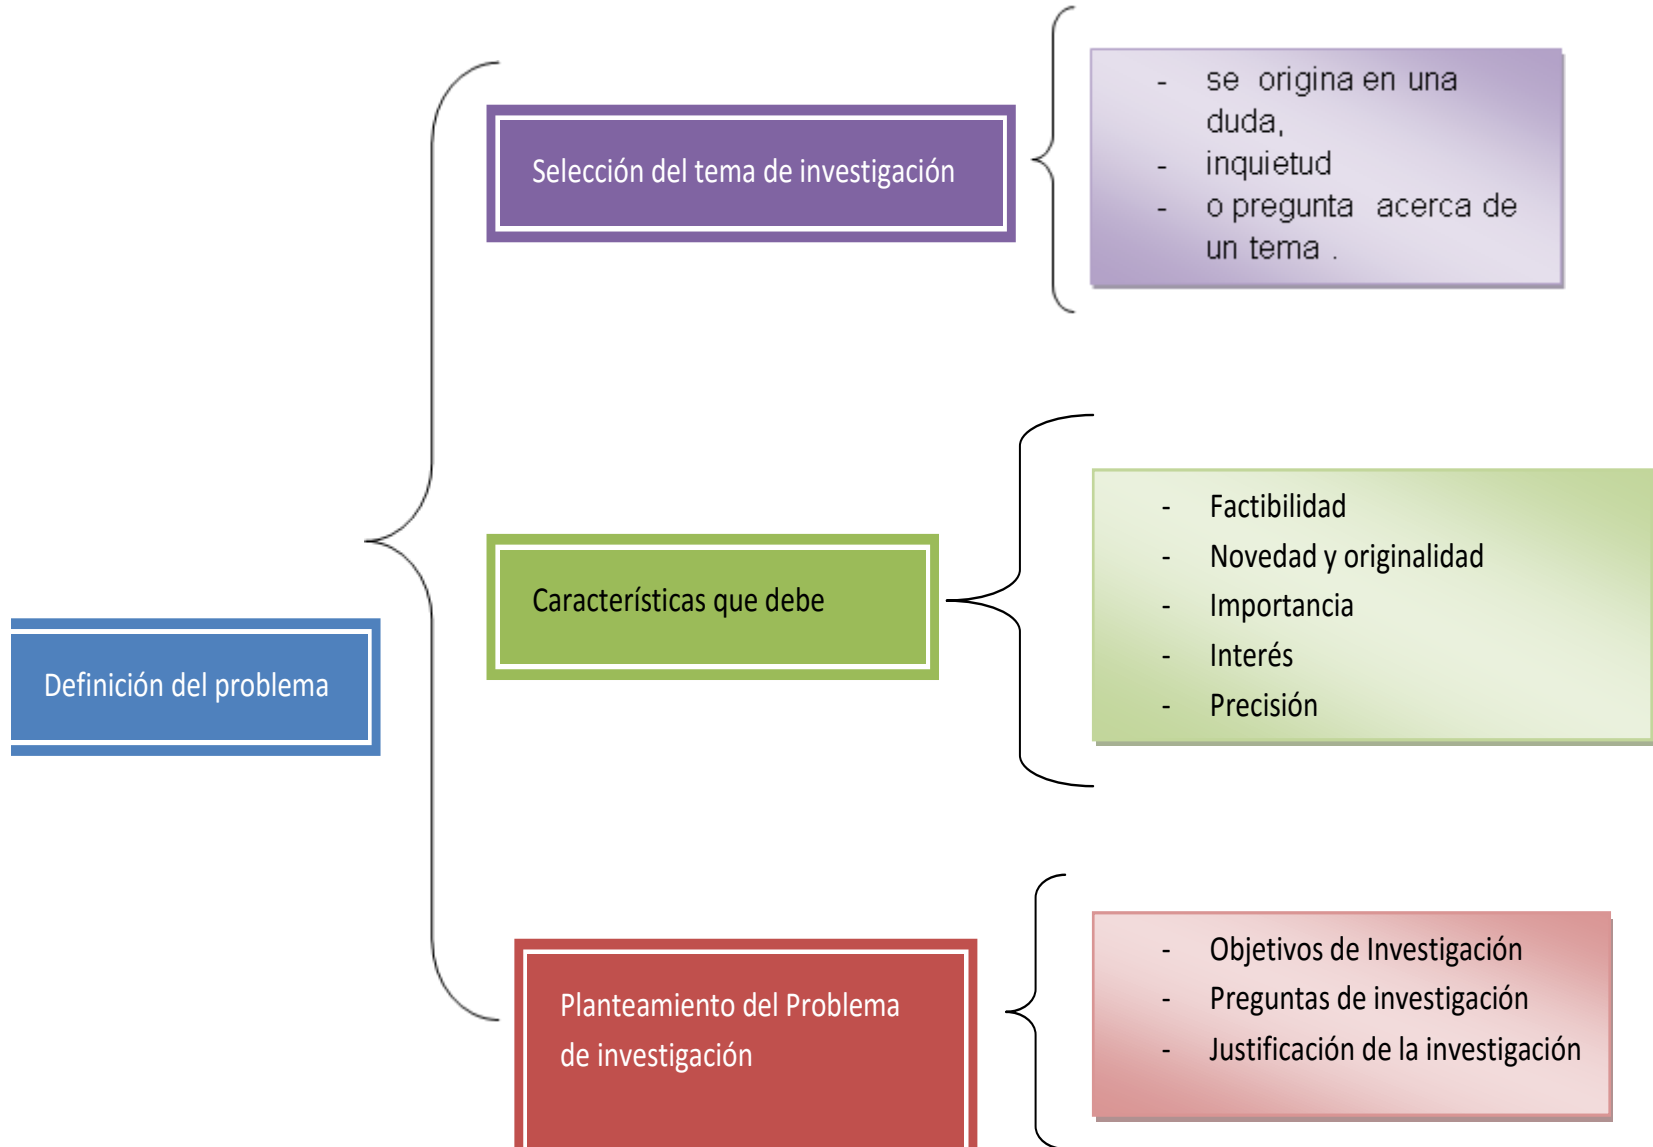 Definición del problema
Selección del tema de investigación
- se origina en una
duda,
- inquietud
- o pregunta acerca de
un tema .
Características que debe
- Factibilidad
- Novedad y originalidad
- Importancia
- Interés
- Precisión
Planteamiento del Problema
de investigación
- Objetivos de Investigación
- Preguntas de investigación
- Justificación de la investigación